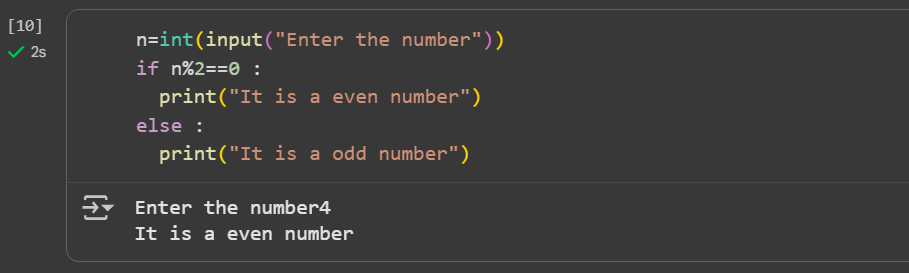 [10]
2s
n=int(input("Enter the number"))
if n%2==0 :
  print("It is a even number")
else :
  print("It is a odd number")
Enter the number4
It is a even number